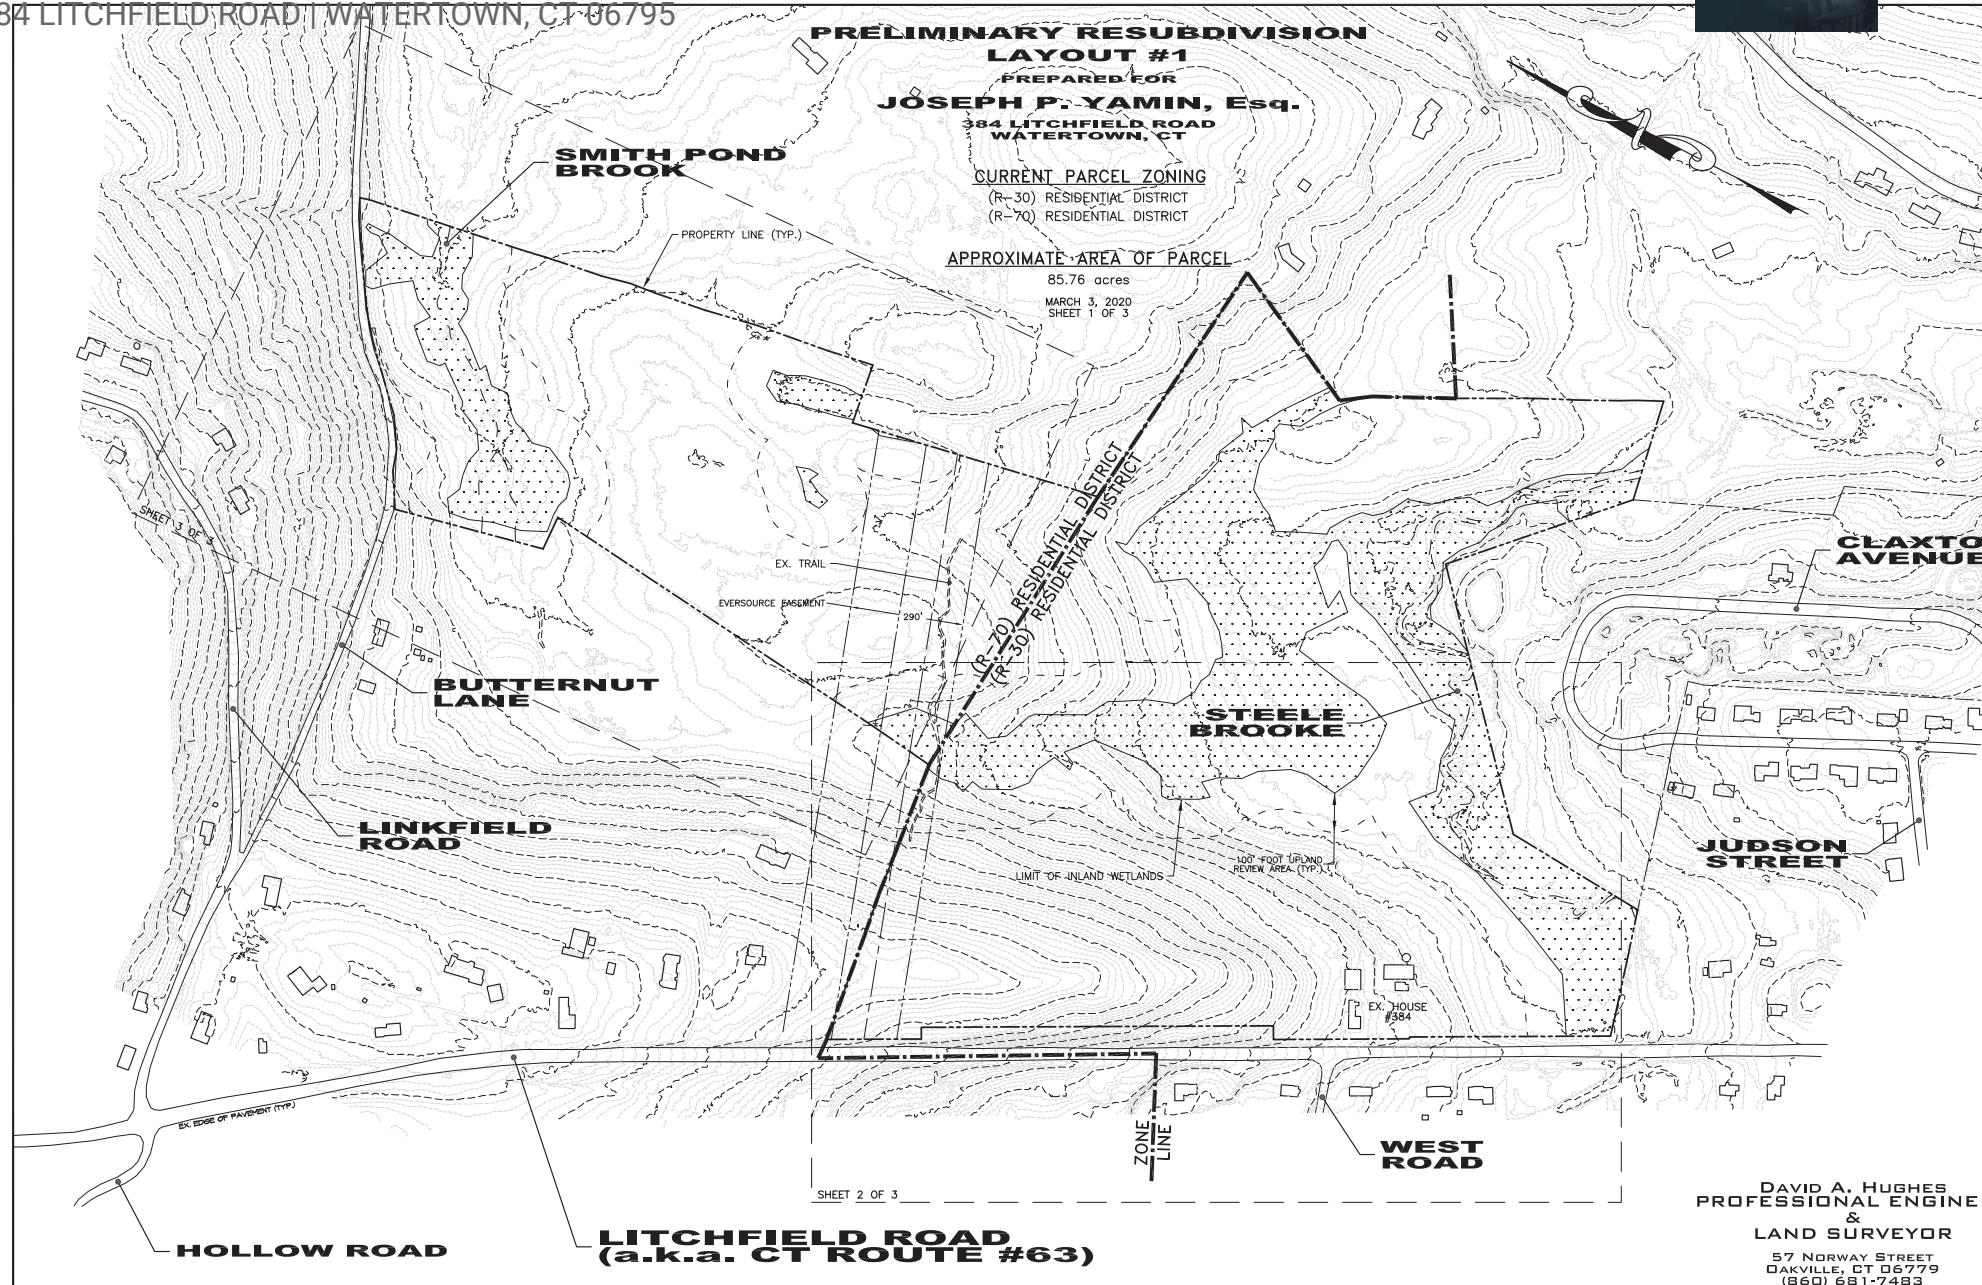 84 LITCHFIELD ROAD | WATERTOWN, CT 06795
PRELIMINARY RESUBDIVISION
LAYOUT #1
PREPARED FOR
JOSEPH P. YAMIN, Esq.
384 LITCHFIELD ROAD
WATERTOWN, CT
CURRENT PARCEL ZONING
(R-30) RESIDENTIAL DISTRICT
(R-70) RESIDENTIAL DISTRICT
APPROXIMATE AREA OF PARCEL
85.76 acres
MARCH 3, 2020
SHEET 1 OF 3
SMITH POND
BROOK
PROPERTY LINE (TYP.)
SHEET 3 OF 3
EX. TRAIL
EVERSOURCE EASEMENT
290'
(R-70) RESIDENTIAL DISTRICT
(R-30) RESIDENTIAL DISTRICT
CLAXTO
AVENUE
BUTTERNUT
LANE
STEELE
BROOKE
LINKFIELD
ROAD
JUDSON
STREET
LIMIT OF INLAND WETLANDS
100' FOOT UPLAND
REVIEW AREA (TYP.)
EX. HOUSE
#384
EX. EDGE OF PAVEMENT (TYP.)
ZONE
LINE
WEST
ROAD
SHEET 2 OF 3
HOLLOW ROAD
LITCHFIELD ROAD
(a.k.a. CT ROUTE #63)
DAVID A. HUGHES
PROFESSIONAL ENGINE
&
LAND SURVEYOR
57 NORWAY STREET
OAKVILLE, CT 06779
(860) 681-7483